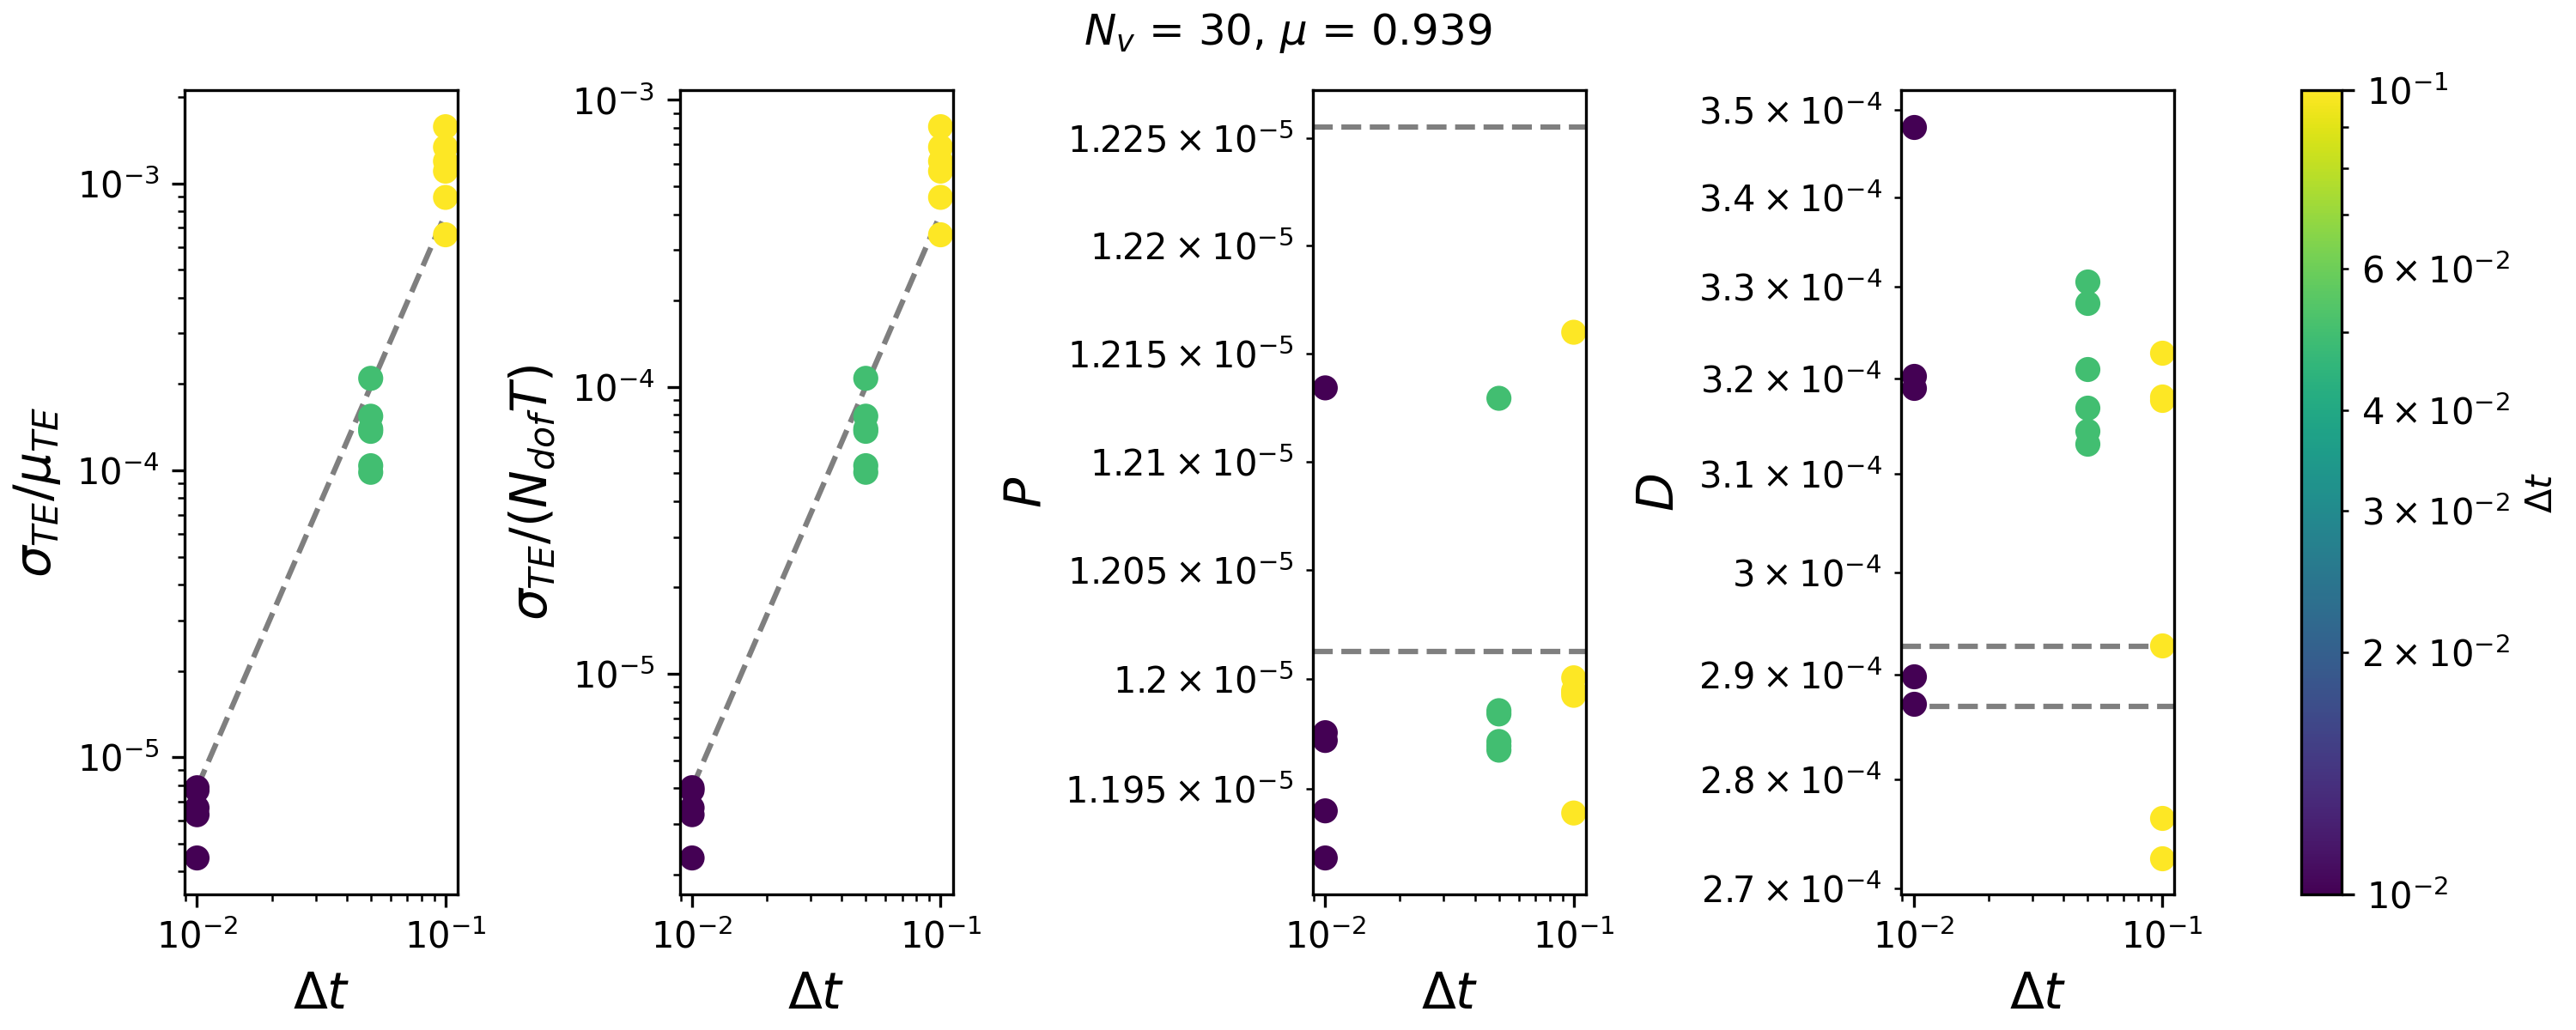 N_v = 30, μ = 0.939
10⁻³
10⁻⁴
10⁻⁵
σ_TE/μ_TE
10⁻²
10⁻¹
Δt
10⁻³
10⁻⁴
10⁻⁵
σ_TE/(N_dof T)
10⁻²
10⁻¹
Δt
1.225 × 10⁻⁵
1.22 × 10⁻⁵
1.215 × 10⁻⁵
1.21 × 10⁻⁵
1.205 × 10⁻⁵
1.2 × 10⁻⁵
1.195 × 10⁻⁵
P
10⁻²
10⁻¹
Δt
3.5 × 10⁻⁴
3.4 × 10⁻⁴
3.3 × 10⁻⁴
3.2 × 10⁻⁴
3.1 × 10⁻⁴
3 × 10⁻⁴
2.9 × 10⁻⁴
2.8 × 10⁻⁴
2.7 × 10⁻⁴
D
10⁻²
10⁻¹
Δt
10⁻¹
6 × 10⁻²
4 × 10⁻²
3 × 10⁻²
2 × 10⁻²
10⁻²
Δt